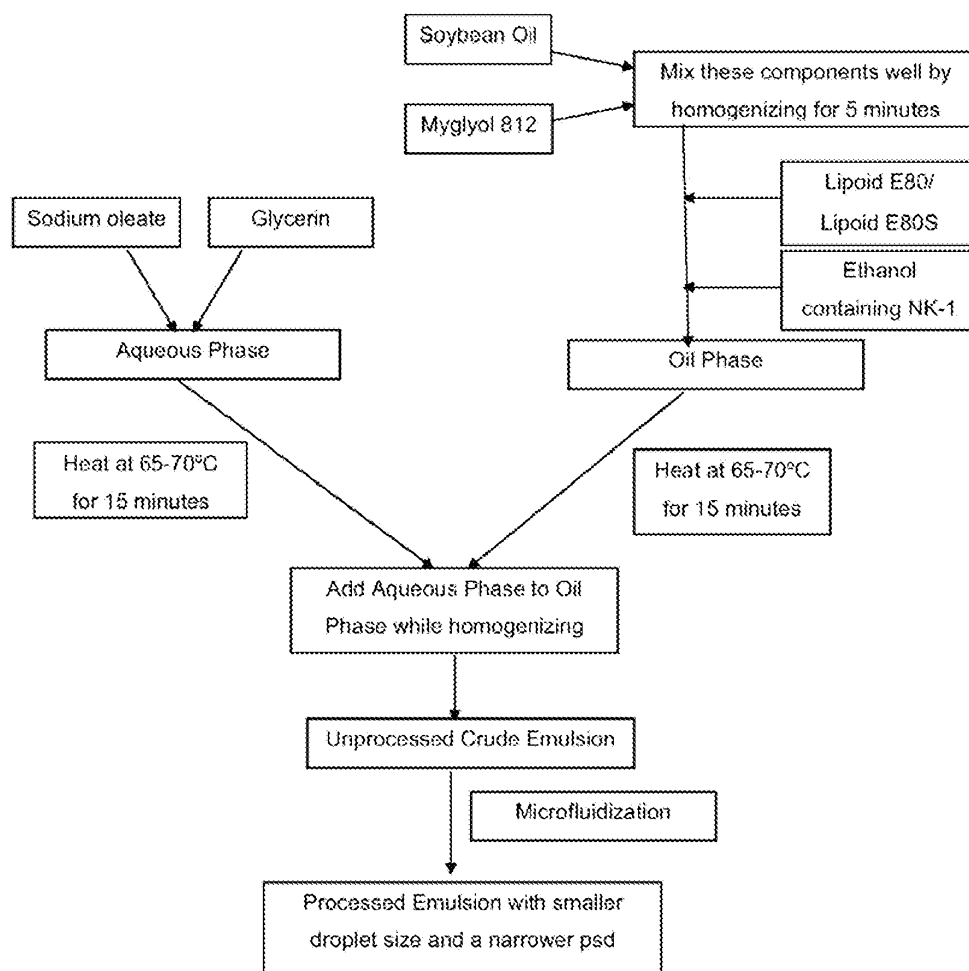 Soybean Oil
Myglyol 812
Mix these components well by
homogenizing for 5 minutes
Lipoid E80/
Lipoid E80S
Ethanol
containing NK-1
Sodium oleate
Glycerin
Aqueous Phase
Oil Phase
Heat at 65-70ºC
for 15 minutes
Heat at 65-70ºC
for 15 minutes
Add Aqueous Phase to Oil
Phase while homogenizing
Unprocessed Crude Emulsion
Microfluidization
Processed Emulsion with smaller
droplet size and a narrower psd